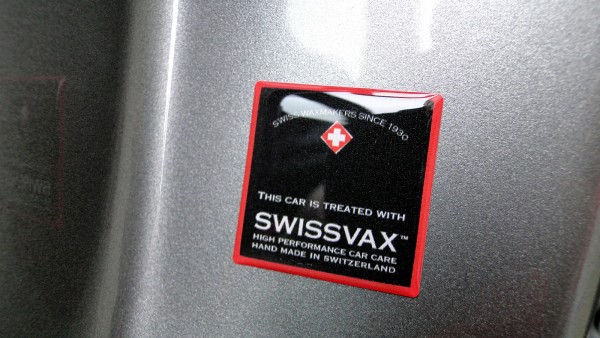 SWISS WAXMAKERS SINCE 1930
THIS CAR IS TREATED WITH
SWISSVAX™
HIGH PERFORMANCE CAR CARE
HAND MADE IN SWITZERLAND